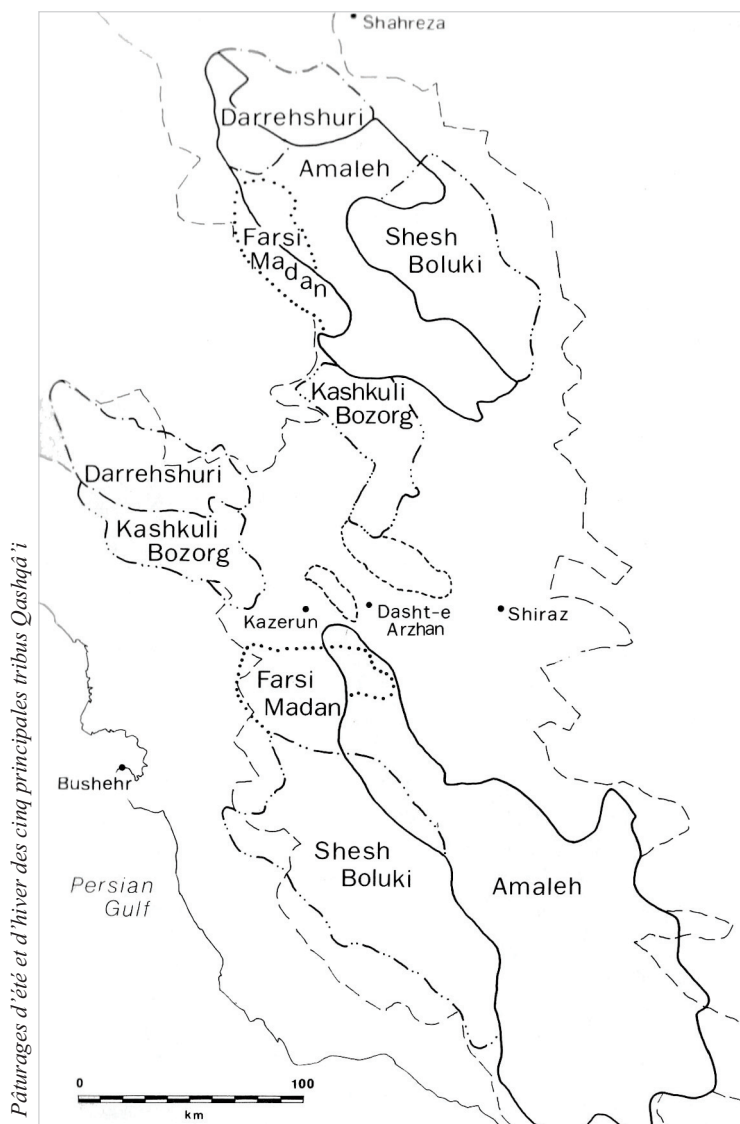 Shahreza
Darrehshuri
Amaleh
Shesh
Boluki
Farsi
Madan
Kashkuli
Bozorg
Darrehshuri
Kashkuli
Bozorg
Kazerun
Dasht-e
Arzhan
Shiraz
Farsi
Madan
Bushehr
Shesh
Boluki
Amaleh
Persian
Gulf
0 100
km
Pâturages d'été et d'hiver des cinq principales tribus Qashqâ'i